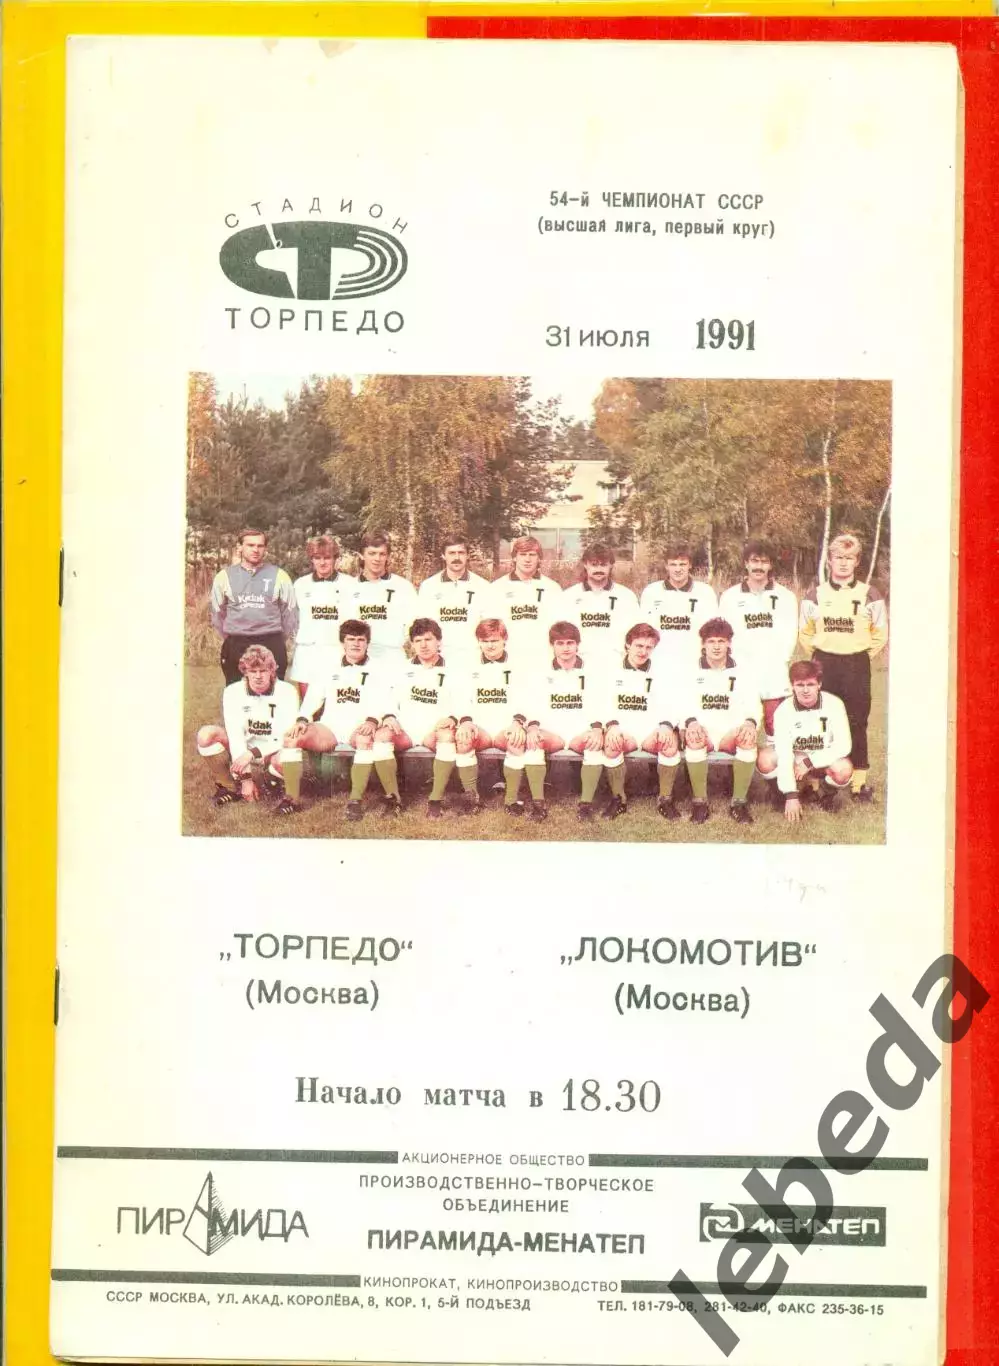 СТАДИОН
ТОРПЕДО
54-й ЧЕМПИОНАТ СССР
(высшая лига, первый круг)
31 ИЮЛЯ 1991
Kodak
COPIERS
„ТОРПЕДО“
(Москва)
„ЛОКОМОТИВ“
(Москва)
Начало матча в 18.30
АКЦИОНЕРНОЕ ОБЩЕСТВО
ПРОИЗВОДСТВЕННО-ТВОРЧЕСКОЕ
ОБЪЕДИНЕНИЕ
ПИРАМИДА-МЕНАТЕП
ПИРАМИДА
МЕНАТЕП
КИНОПРОКАТ, КИНОПРОИЗВОДСТВО
СССР МОСКВА, УЛ. АКАД. КОРОЛЁВА, 8, КОР. 1, 5-Й ПОДЪЕЗД ТЕЛ. 181-79-08, 281-42-40, ФАКС 235-36-15
lebeda